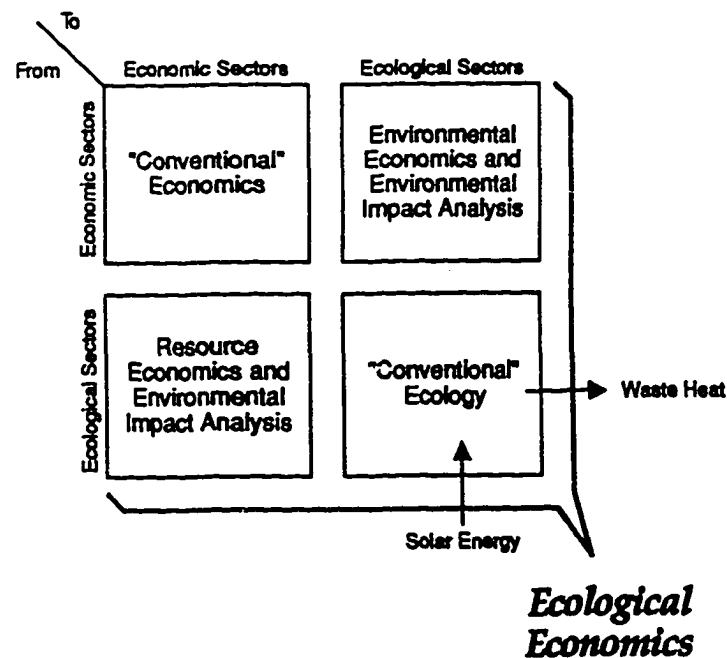 To
From
Economic Sectors
Ecological Sectors
Economic Sectors
"Conventional"
Economics
Environmental
Economics and
Environmental
Impact Analysis
Ecological Sectors
Resource
Economics and
Environmental
Impact Analysis
"Conventional"
Ecology
Waste Heat
Solar Energy
Ecological
Economics